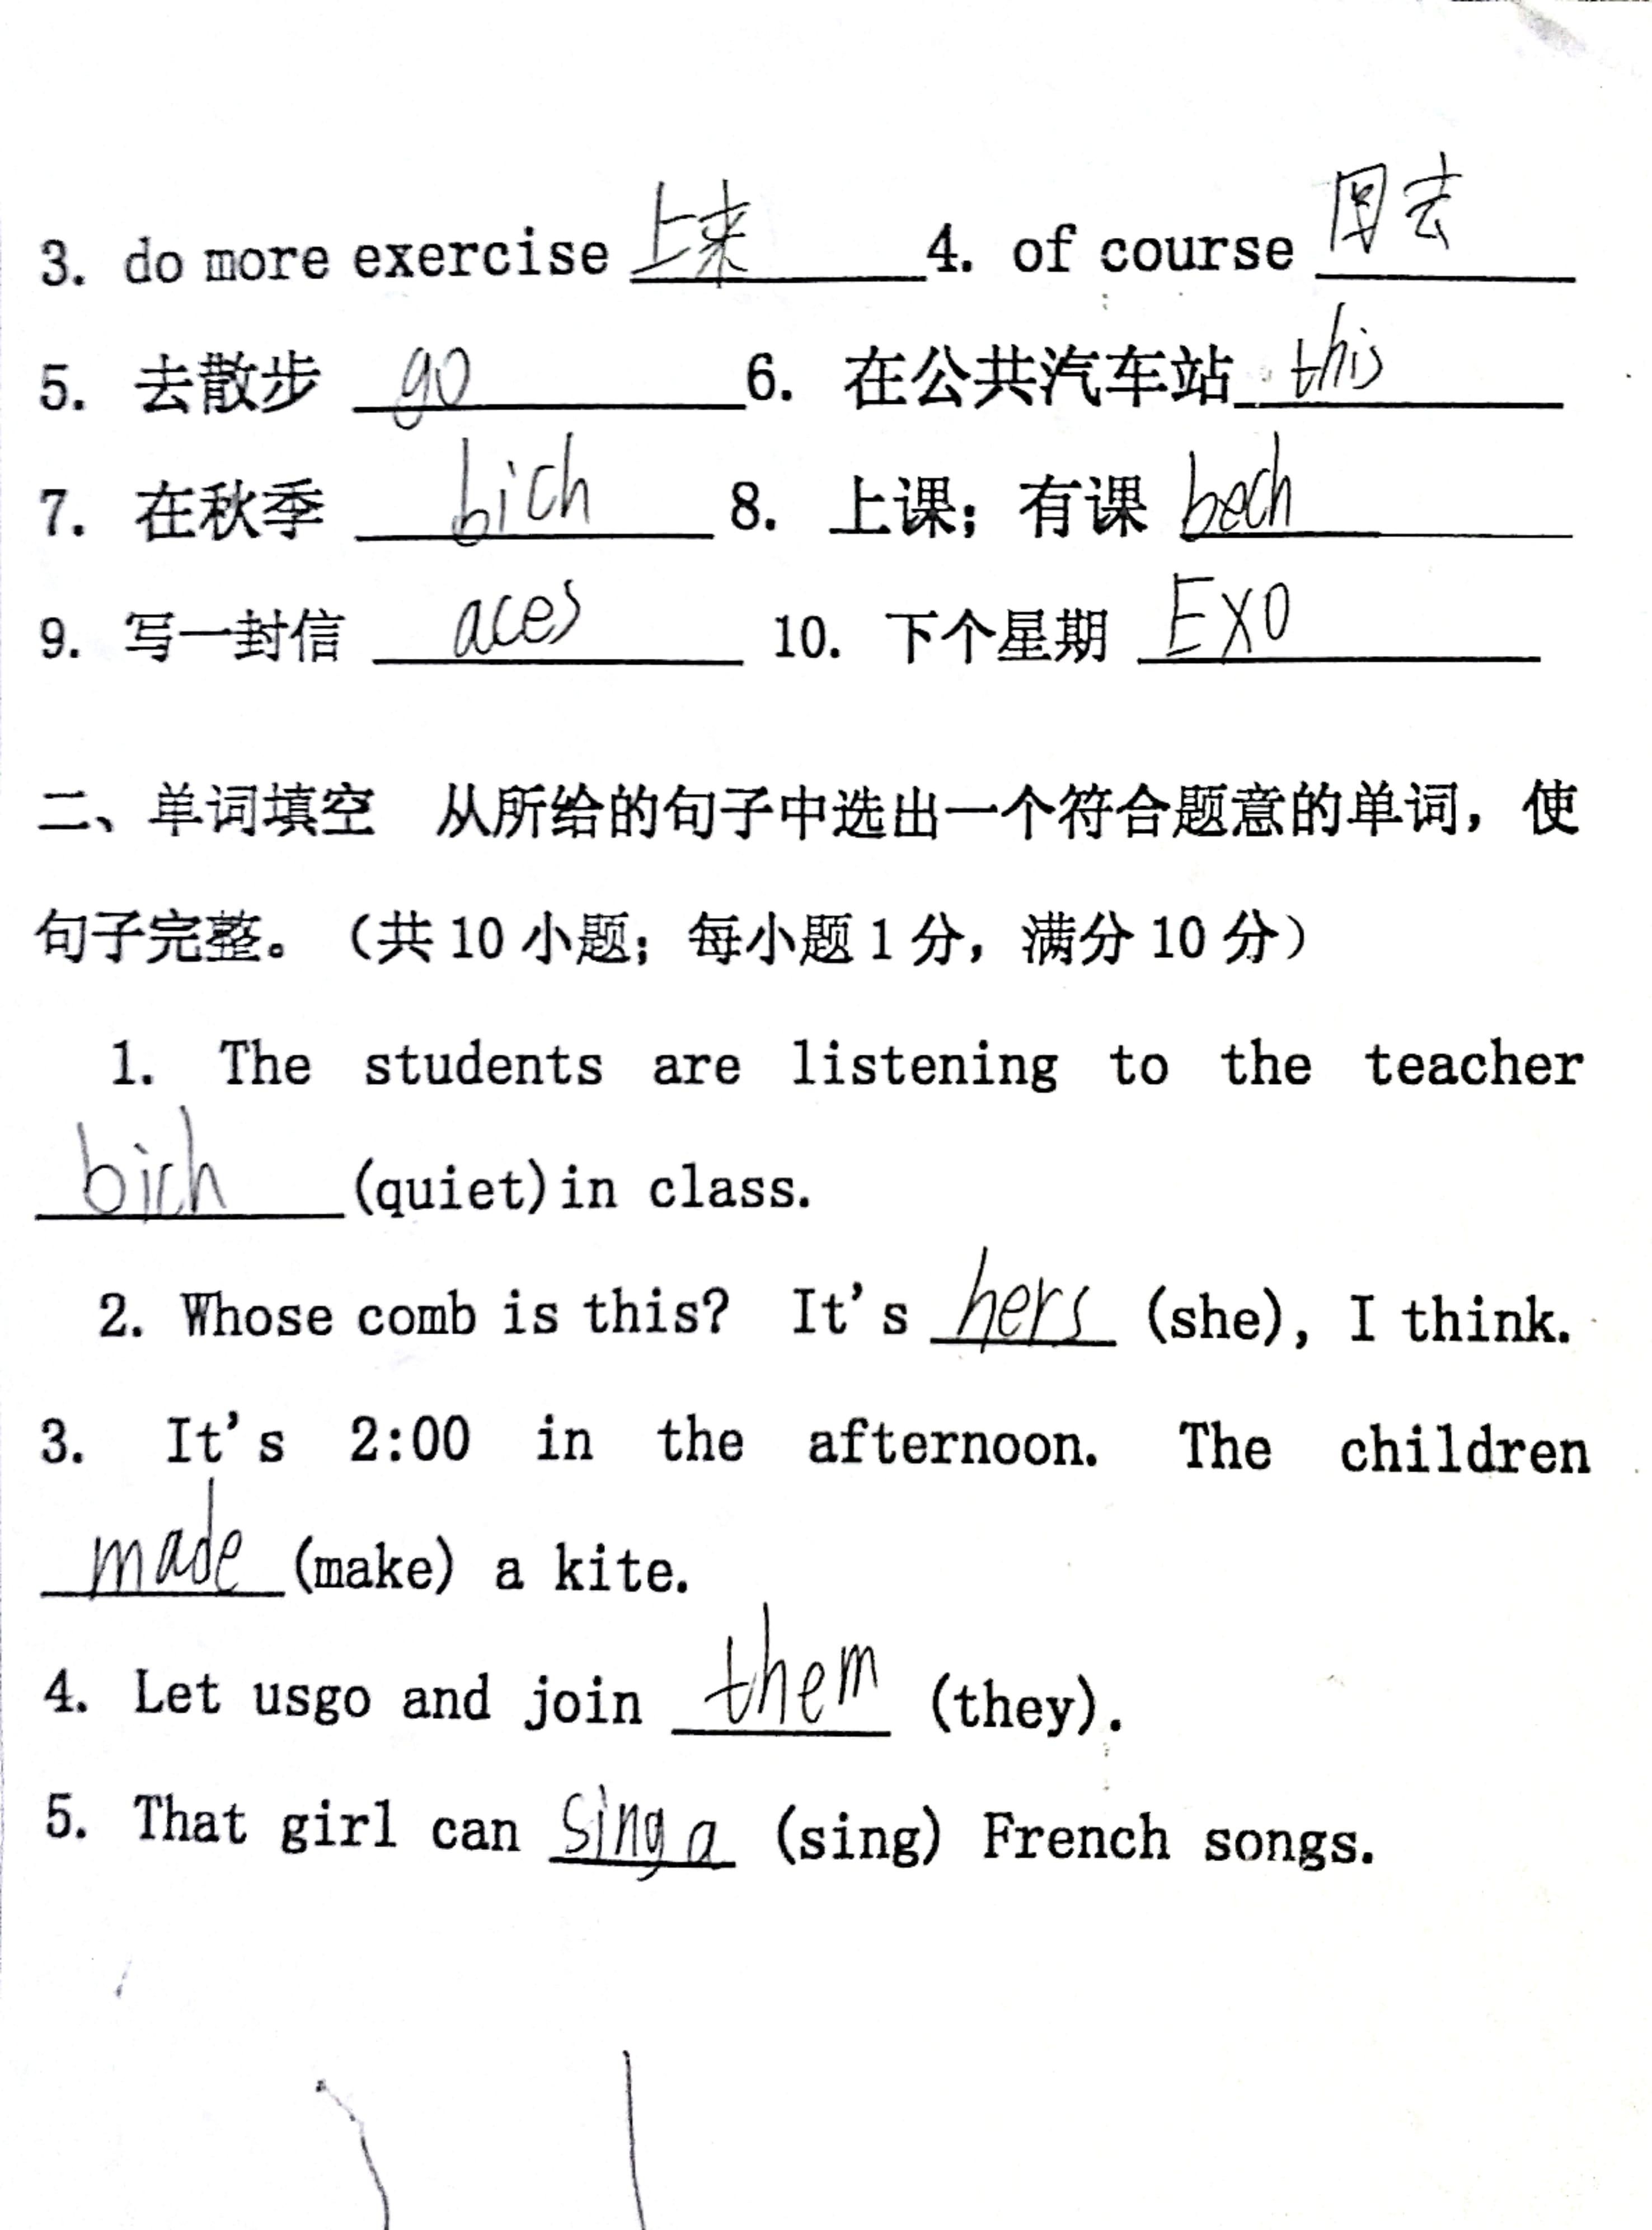 3. do more exercise 上来 4. of course 回去
5. 去散步 go 6. 在公共汽车站 this
7. 在秋季 bich 8. 上课；有课 bech
9. 写一封信 aces 10. 下个星期 EXO
二、单词填空 从所给的句子中选出一个符合题意的单词，使
句子完整。（共10小题；每小题1分，满分10分）
1. The students are listening to the teacher
bich (quiet)in class.
2. Whose comb is this? It's hers (she), I think.
3. It's 2:00 in the afternoon. The children
made (make) a kite.
4. Let usgo and join them (they).
5. That girl can sing a (sing) French songs.